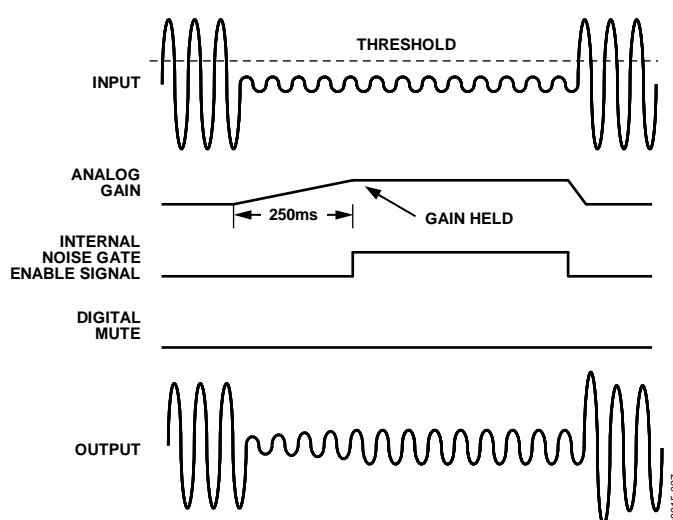 THRESHOLD
INPUT
ANALOG
GAIN
250ms
GAIN HELD
INTERNAL
NOISE GATE
ENABLE SIGNAL
DIGITAL
MUTE
OUTPUT